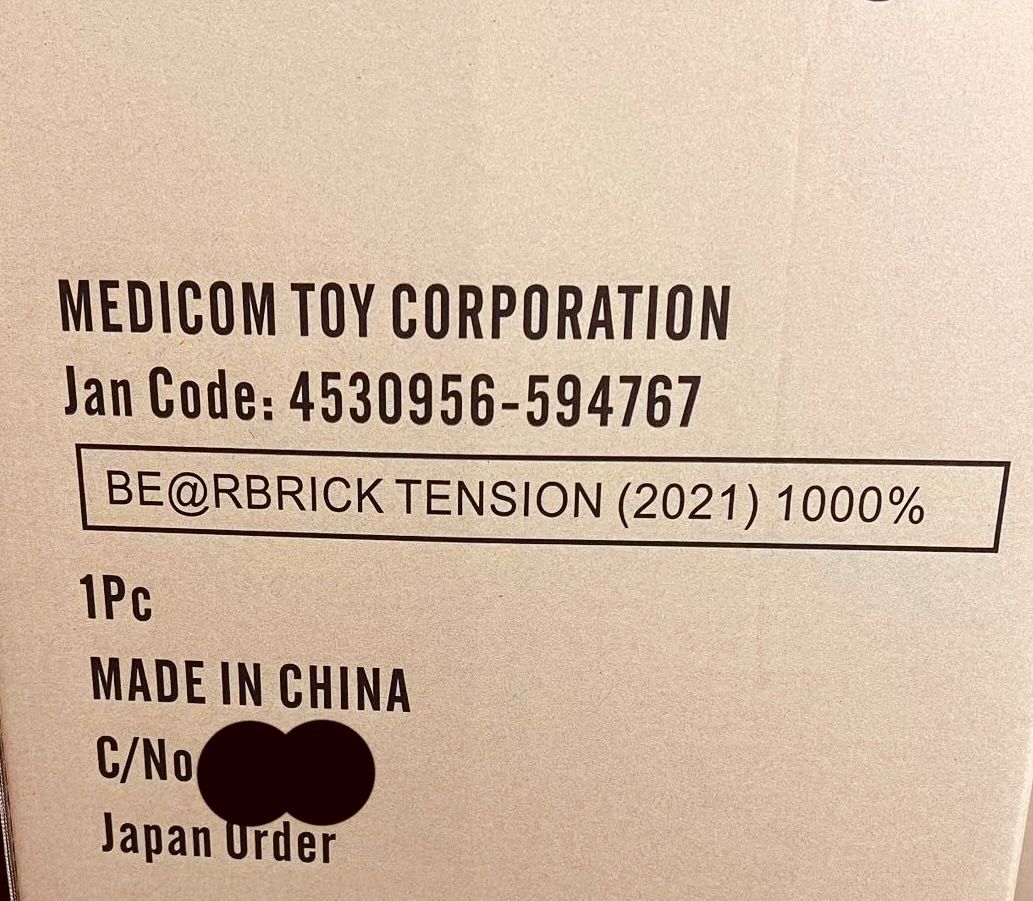 MEDICOM TOY CORPORATION
Jan Code: 4530956-594767
BE@RBRICK TENSION (2021) 1000%
1Pc
MADE IN CHINA
C/No
Japan Order